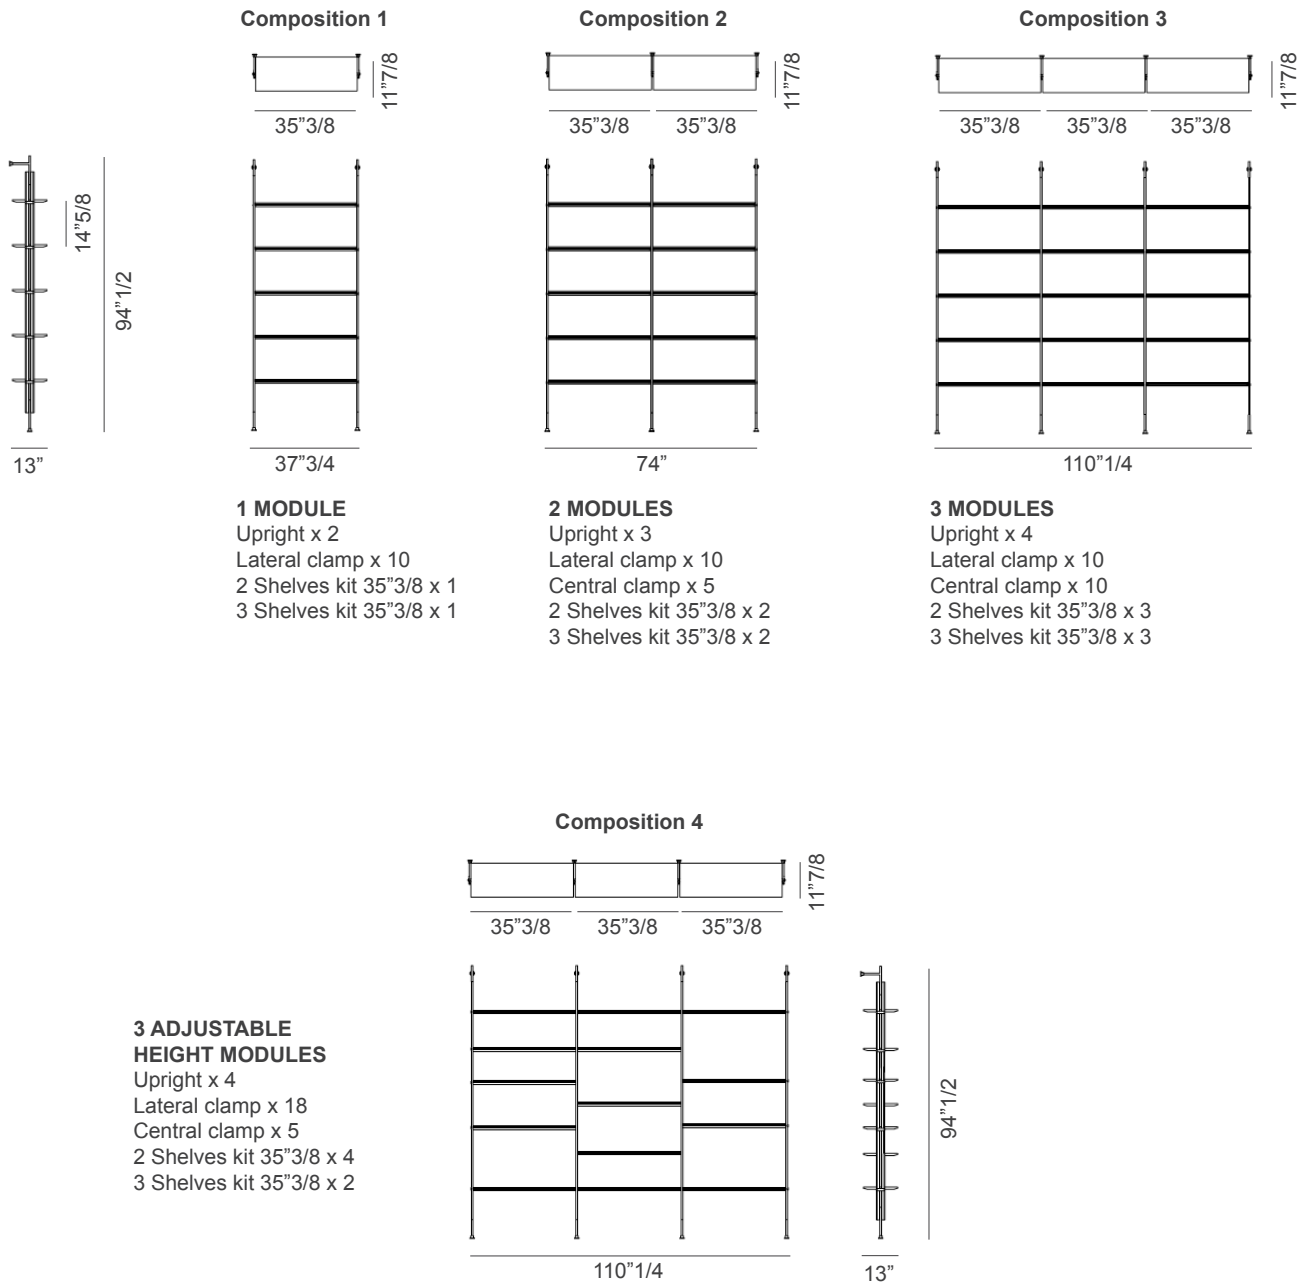 Composition 1
Composition 2
Composition 3
11”7/8
11”7/8
11”7/8
35”3/8
35”3/8
35”3/8
35”3/8
35”3/8
35”3/8
14”5/8
94”1/2
13”
37”3/4
74”
110”1/4
1 MODULE
Upright x 2
Lateral clamp x 10
2 Shelves kit 35”3/8 x 1
3 Shelves kit 35”3/8 x 1
2 MODULES
Upright x 3
Lateral clamp x 10
Central clamp x 5
2 Shelves kit 35”3/8 x 2
3 Shelves kit 35”3/8 x 2
3 MODULES
Upright x 4
Lateral clamp x 10
Central clamp x 10
2 Shelves kit 35”3/8 x 3
3 Shelves kit 35”3/8 x 3
Composition 4
11”7/8
35”3/8
35”3/8
35”3/8
3 ADJUSTABLE
HEIGHT MODULES
Upright x 4
Lateral clamp x 18
Central clamp x 5
2 Shelves kit 35”3/8 x 4
3 Shelves kit 35”3/8 x 2
94”1/2
110”1/4
13”